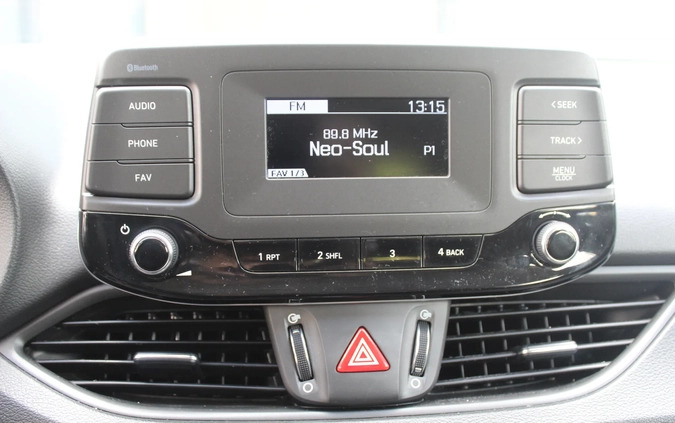 Bluetooth
AUDIO
PHONE
FAV
FM 13:15
89.8 MHz
Neo-Soul P1
FAV 1/3
< SEEK
TRACK >
MENU
CLOCK
1 RPT
2 SHFL
3
4 BACK